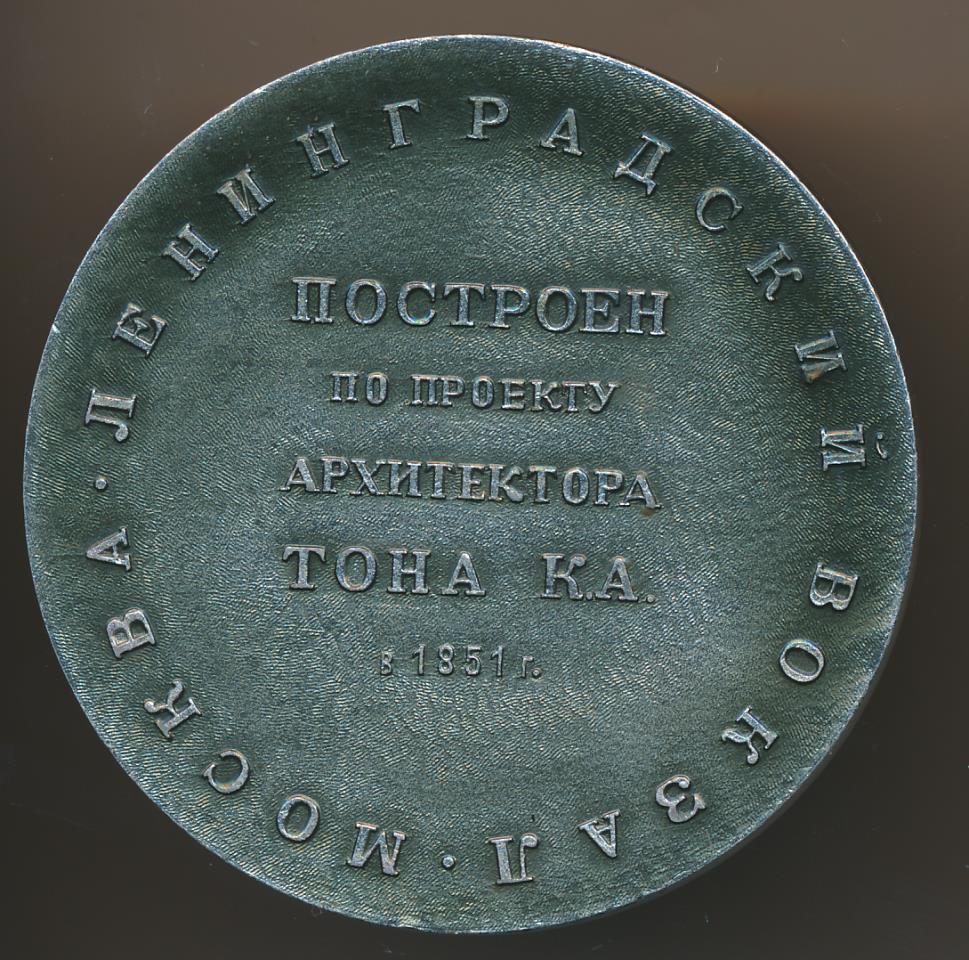 МОСКВА · ЛЕНИНГРАДСКИЙ ВОКЗАЛ ·
ПОСТРОЕН
ПО ПРОЕКТУ
АРХИТЕКТОРА
ТОНА К.А.
в 1851 г.